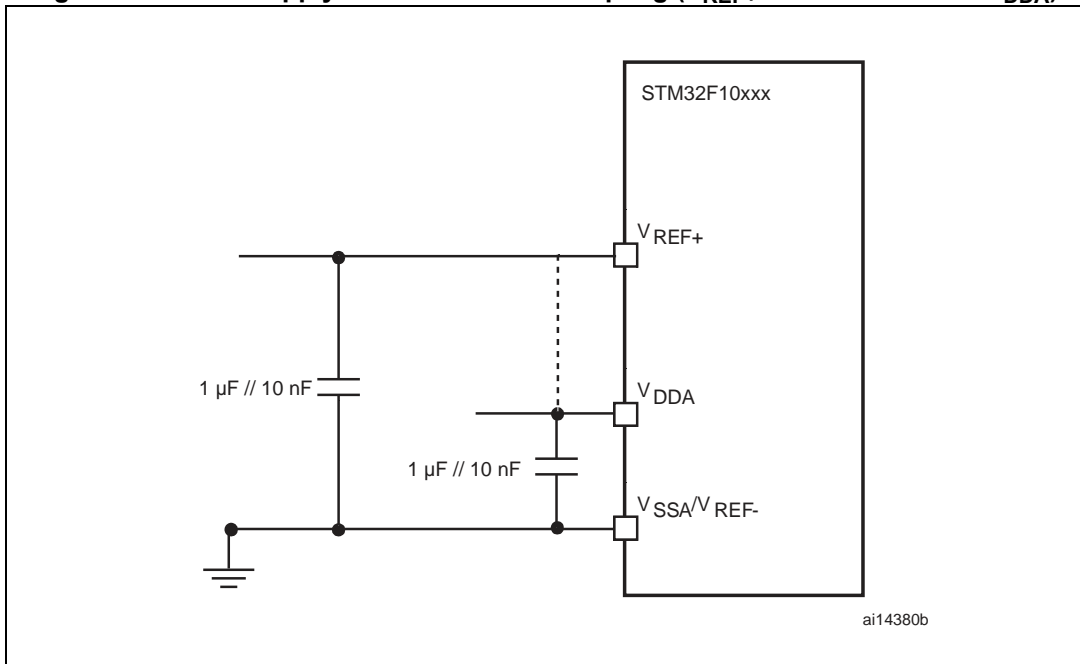 STM32F10xxx
VREF+
1 µF // 10 nF
VDDA
1 µF // 10 nF
VSSA/VREF-
ai14380b